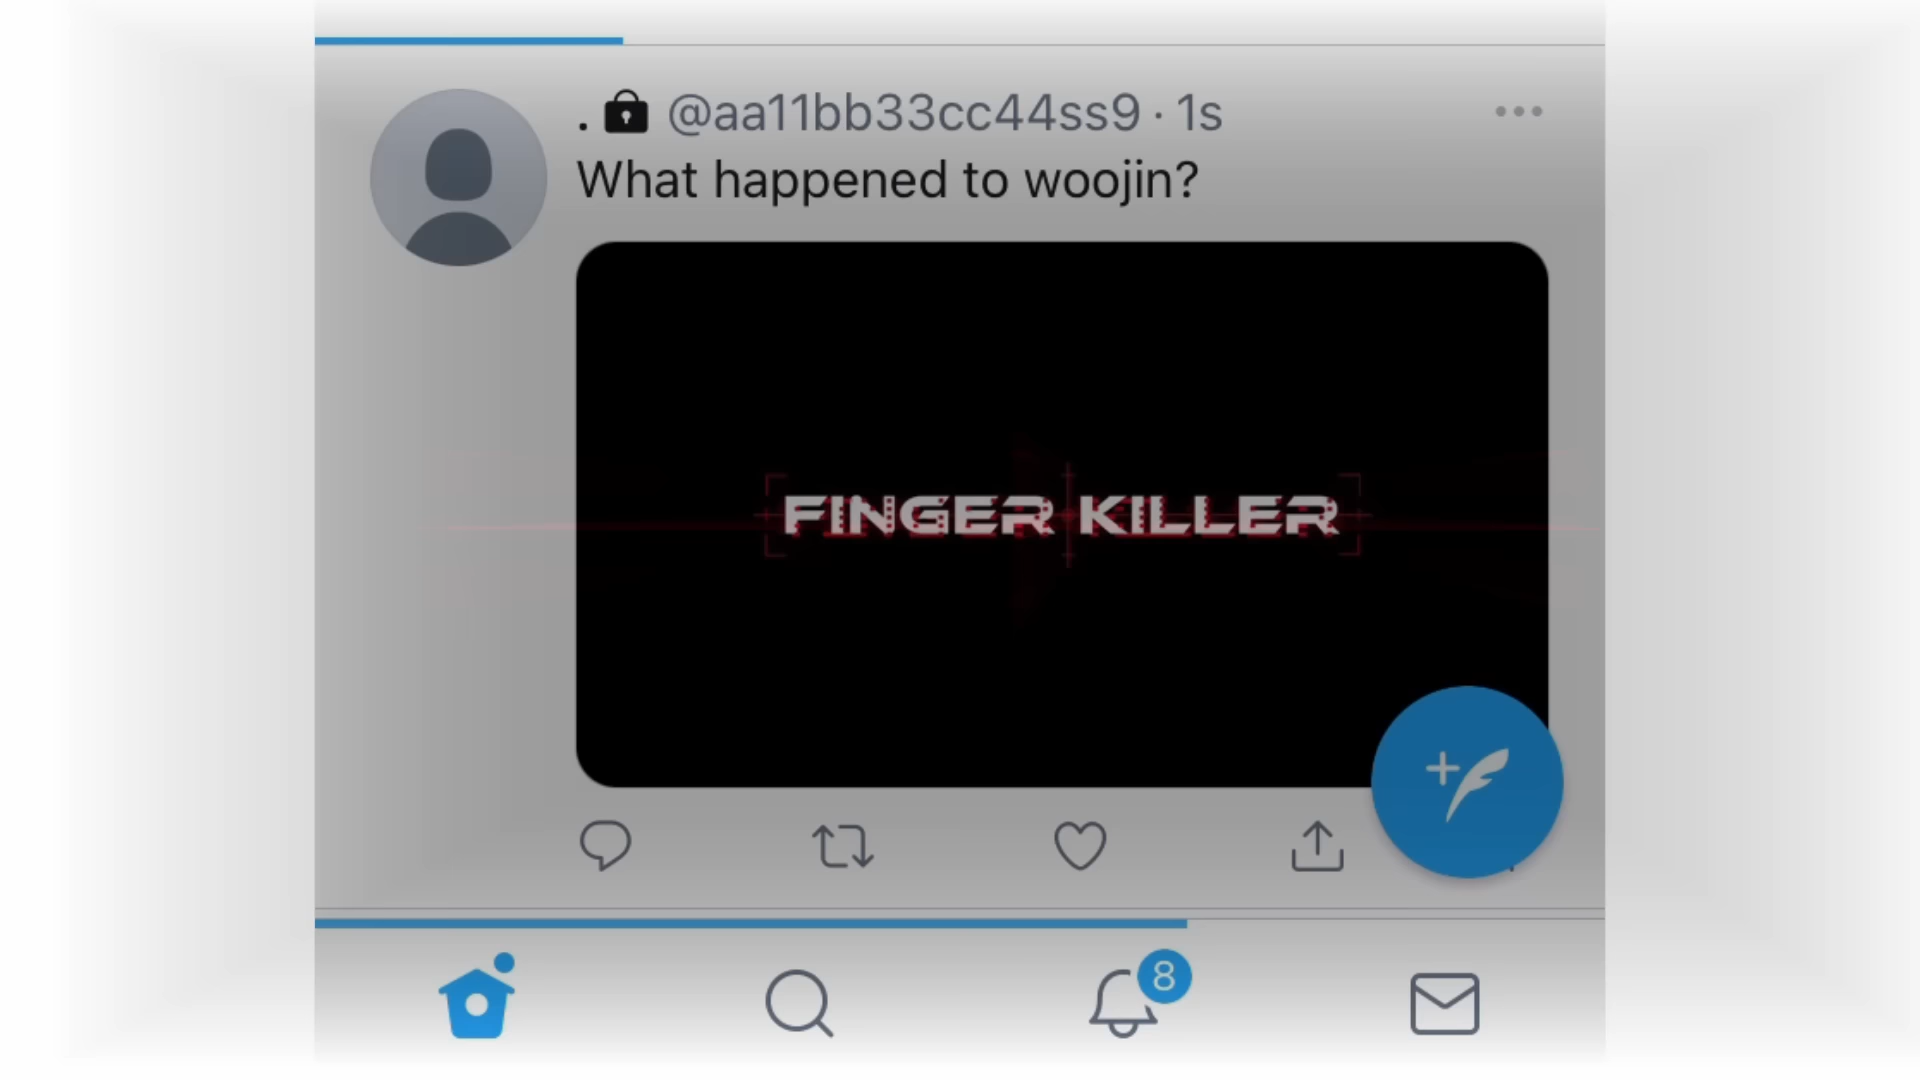 . @aa11bb33cc44ss9 · 1s
What happened to woojin?
FINGER KILLER
8